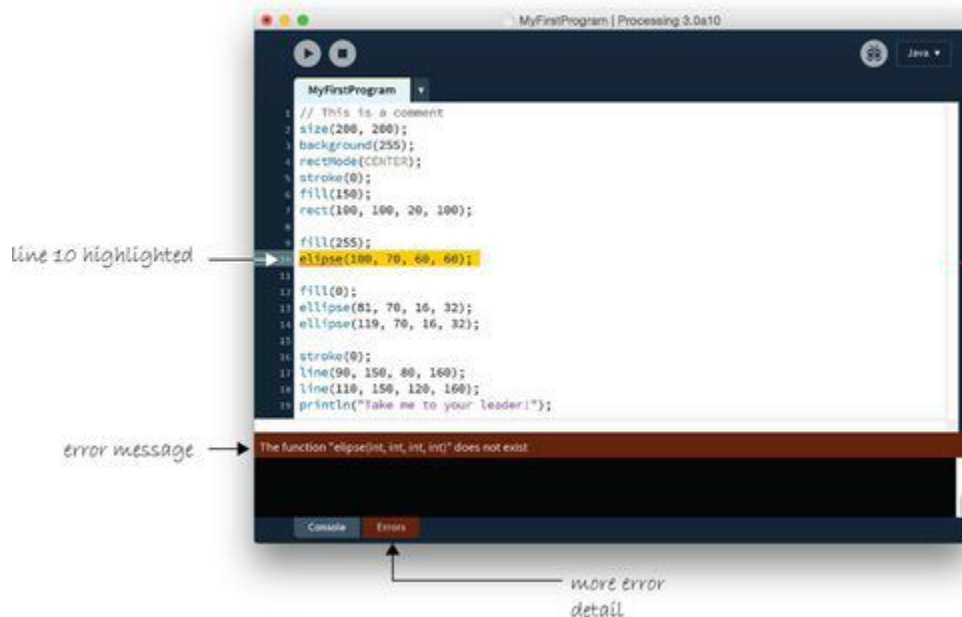 MyFirstProgram | Processing 3.0a10
Java ▾
MyFirstProgram ▾
1 // This is a comment
2 size(200, 200);
3 background(255);
4 rectMode(CENTER);
5 stroke(0);
6 fill(150);
7 rect(100, 100, 20, 100);
8
9 fill(255);
line 10 highlighted
10 elipse(100, 70, 60, 60);
11
12 fill(0);
13 ellipse(81, 70, 16, 32);
14 ellipse(119, 70, 16, 32);
15
16 stroke(0);
17 line(90, 150, 80, 160);
18 line(110, 150, 120, 160);
19 println("Take me to your leader!");
error message
The function "elipse(int, int, int, int)" does not exist
Console Errors
more error
detail